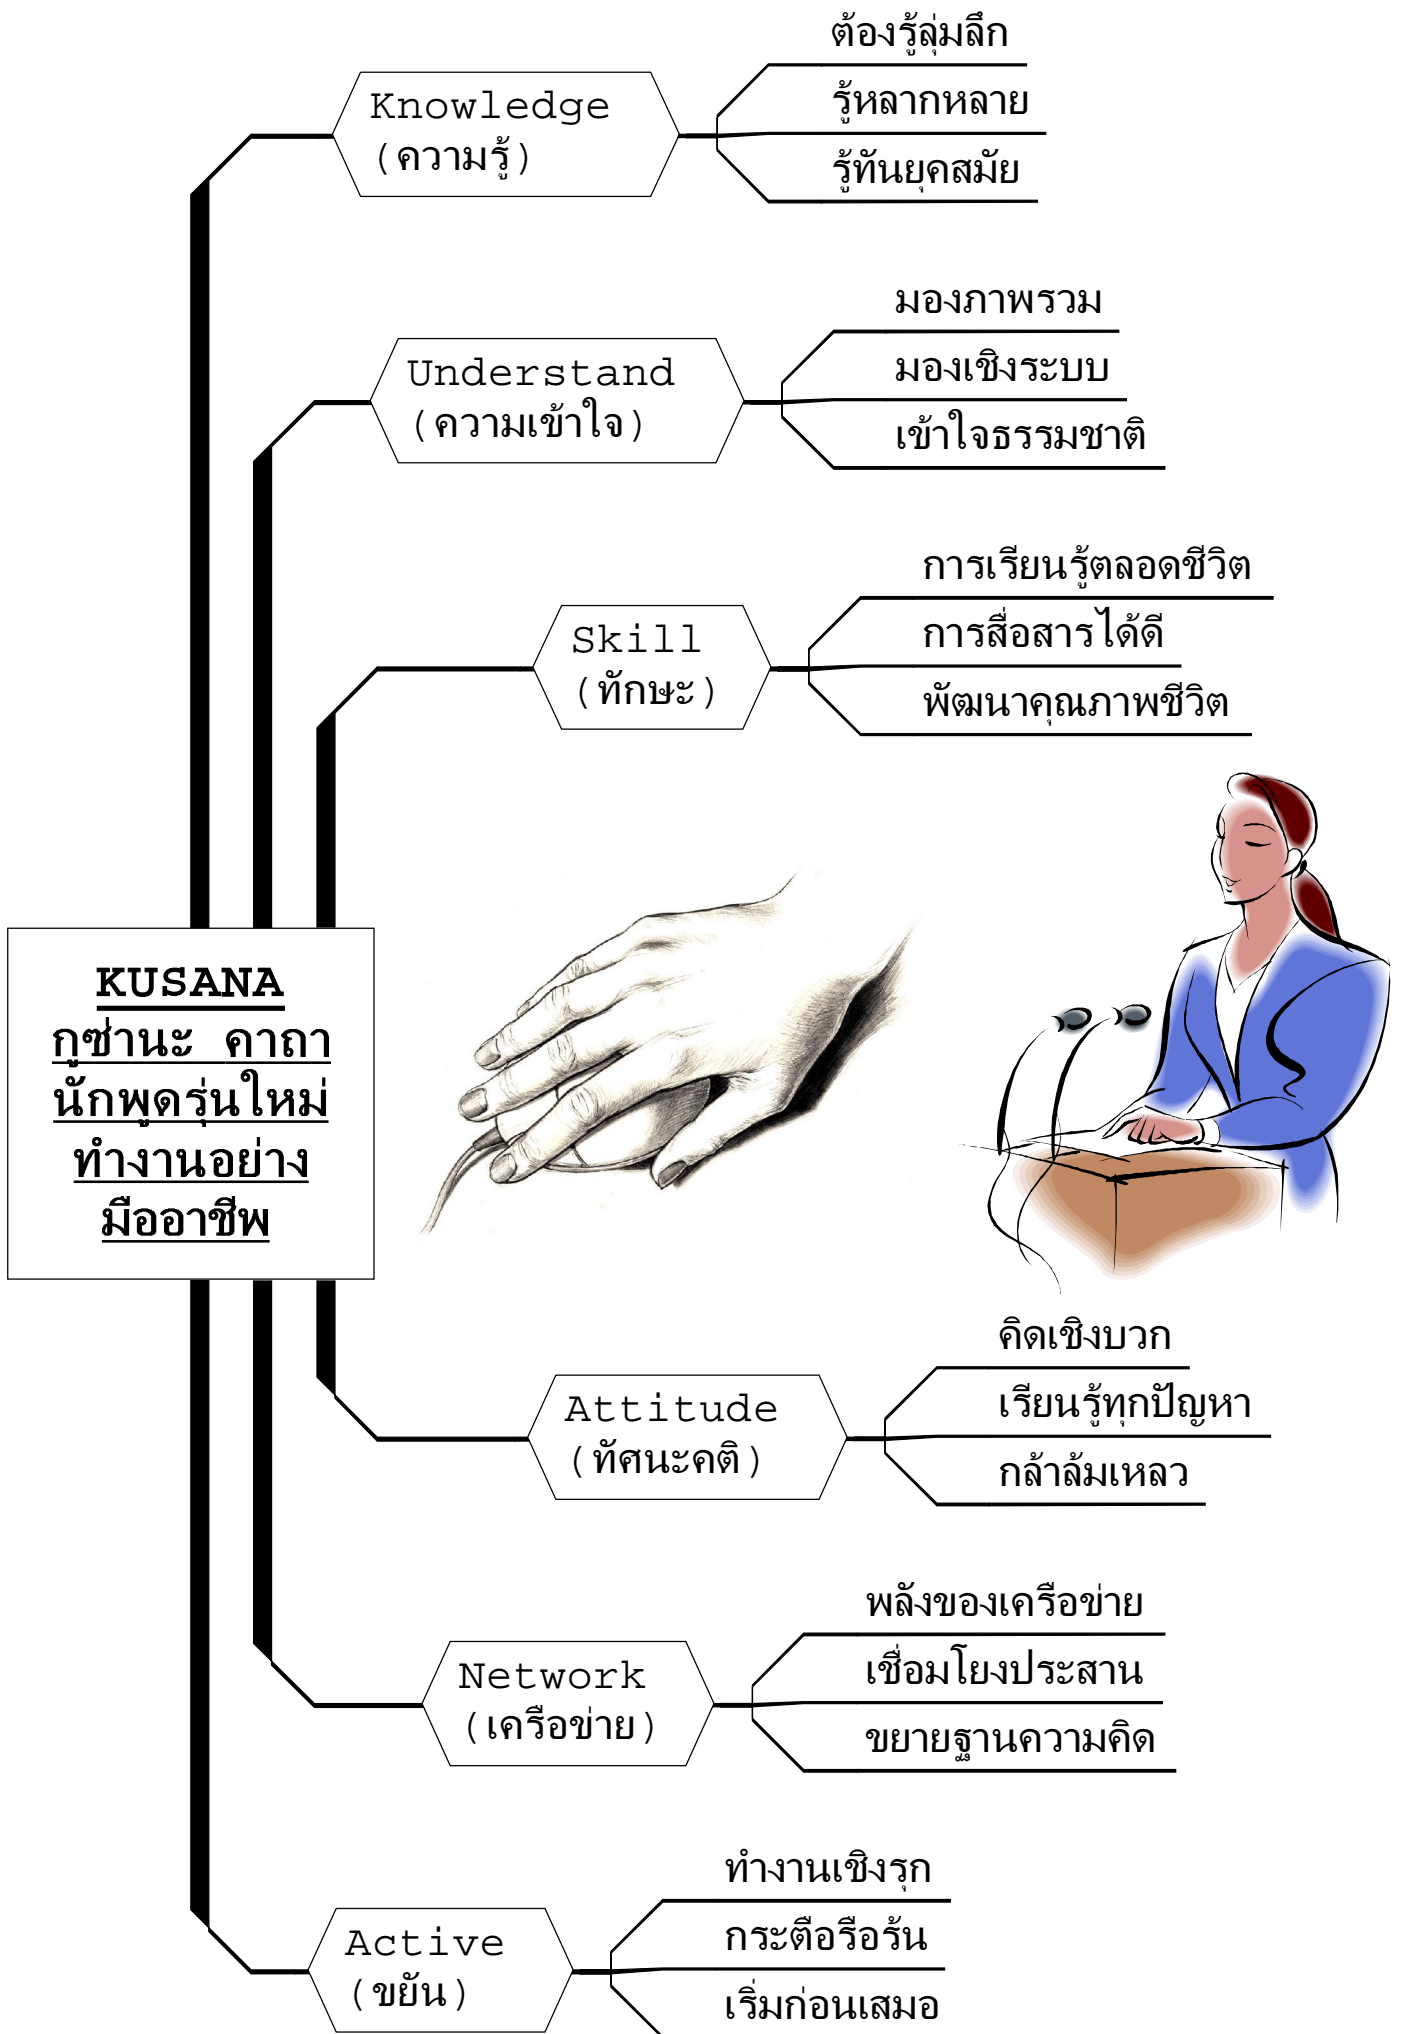 ต้องรู้ลุ่มลึก
Knowledge
(ความรู้)
รู้หลากหลาย
รู้ทันยุคสมัย
มองภาพรวม
Understand
(ความเข้าใจ)
มองเชิงระบบ
เข้าใจธรรมชาติ
การเรียนรู้ตลอดชีวิต
Skill
(ทักษะ)
การสื่อสารได้ดี
พัฒนาคุณภาพชีวิต
KUSANA
กูซ่านะ คาถา
นักพูดรุ่นใหม่
ทำงานอย่าง
มืออาชีพ
คิดเชิงบวก
Attitude
(ทัศนะคติ)
เรียนรู้ทุกปัญหา
กล้าล้มเหลว
พลังของเครือข่าย
Network
(เครือข่าย)
เชื่อมโยงประสาน
ขยายฐานความคิด
ทำงานเชิงรุก
Active
(ขยัน)
กระตือรือร้น
เริ่มก่อนเสมอ